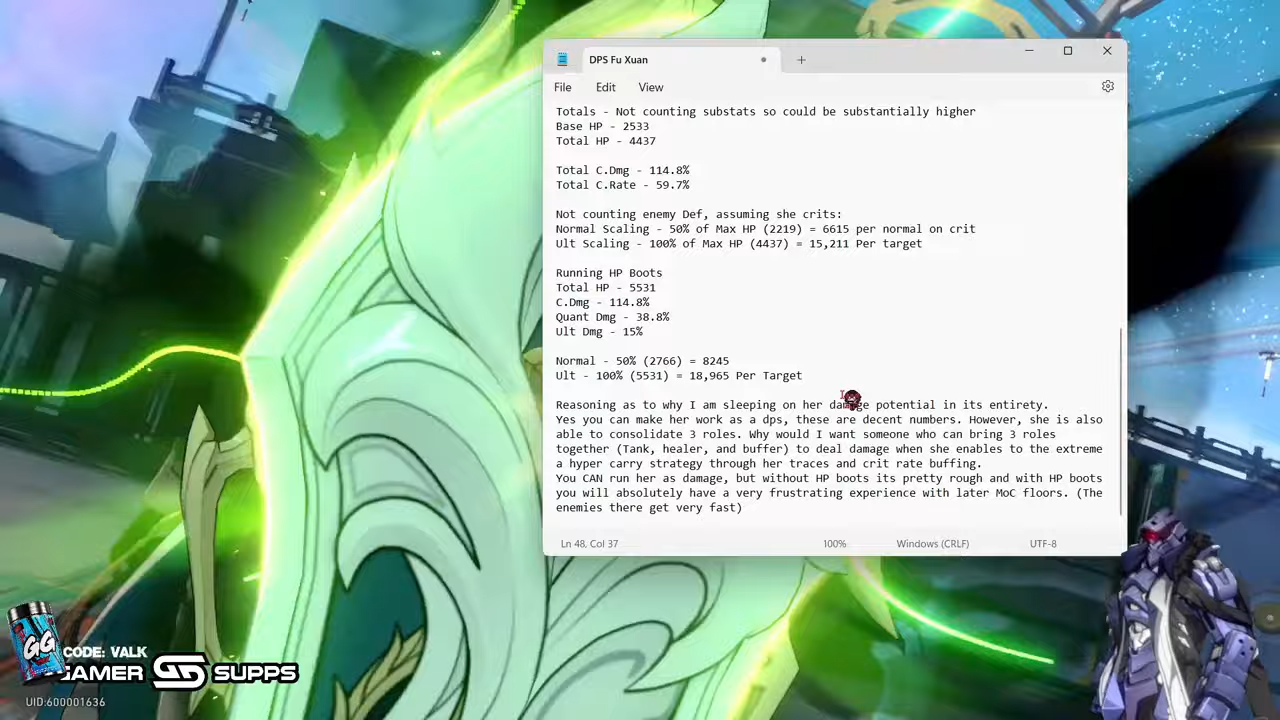 DPS Fu Xuan
File Edit View
Totals - Not counting substats so could be substantially higher
Base HP - 2533
Total HP - 4437
Total C.Dmg - 114.8%
Total C.Rate - 59.7%
Not counting enemy Def, assuming she crits:
Normal Scaling - 50% of Max HP (2219) = 6615 per normal on crit
Ult Scaling - 100% of Max HP (4437) = 15,211 Per target
Running HP Boots
Total HP - 5531
C.Dmg - 114.8%
Quant Dmg - 38.8%
Ult Dmg - 15%
Normal - 50% (2766) = 8245
Ult - 100% (5531) = 18,965 Per Target
Reasoning as to why I am sleeping on her damage potential in its entirety.
Yes you can make her work as a dps, these are decent numbers. However, she is also
able to consolidate 3 roles. Why would I want someone who can bring 3 roles
together (Tank, healer, and buffer) to deal damage when she enables to the extreme
a hyper carry strategy through her traces and crit rate buffing.
You CAN run her as damage, but without HP boots its pretty rough and with HP boots
you will absolutely have a very frustrating experience with later MoC floors. (The
enemies there get very fast)
Ln 48, Col 37 100% Windows (CRLF) UTF-8
GG
CODE: VALK
GAMER GS SUPPS
UID:600001636